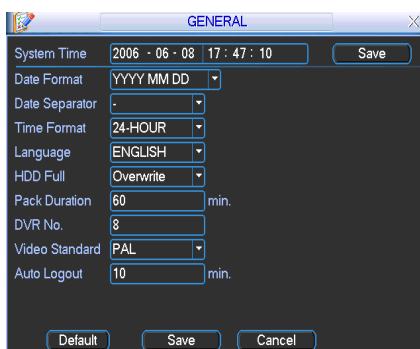 GENERAL
System Time 2006 - 06 - 08 17 : 47 : 10 Save
Date Format YYYY MM DD
Date Separator -
Time Format 24-HOUR
Language ENGLISH
HDD Full Overwrite
Pack Duration 60 min.
DVR No. 8
Video Standard PAL
Auto Logout 10 min.
Default Save Cancel